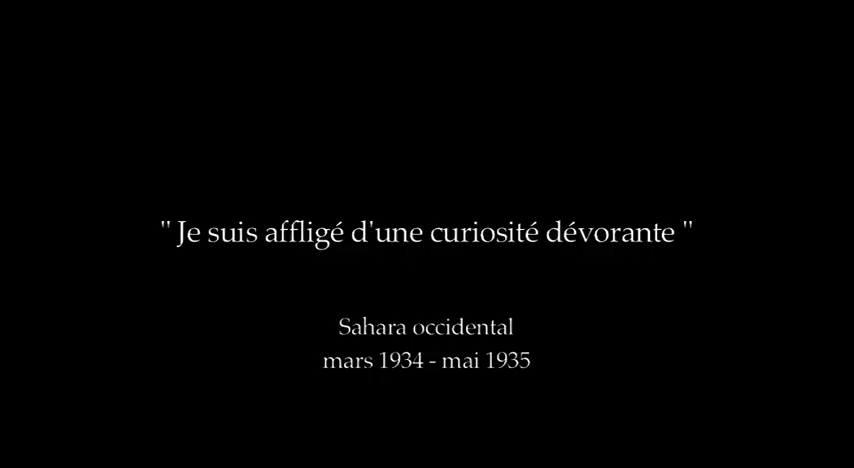 " Je suis affligé d'une curiosité dévorante "
Sahara occidental
mars 1934 - mai 1935